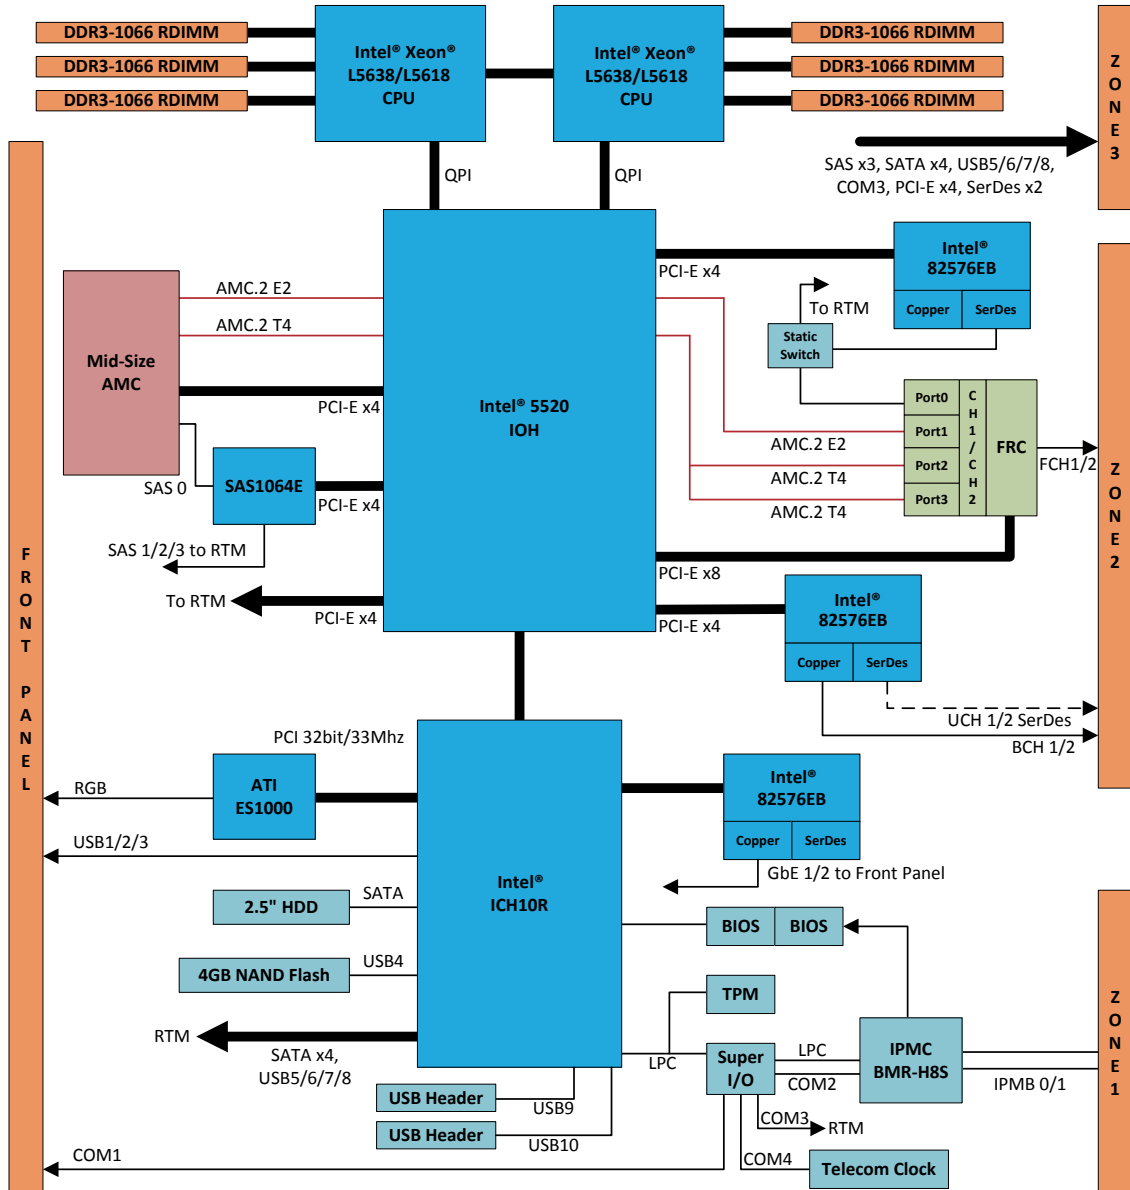 DDR3-1066 RDIMM
DDR3-1066 RDIMM
DDR3-1066 RDIMM
Intel® Xeon®
L5638/L5618
CPU
Intel® Xeon®
L5638/L5618
CPU
DDR3-1066 RDIMM
DDR3-1066 RDIMM
DDR3-1066 RDIMM
ZONE3
SAS x3, SATA x4, USB5/6/7/8,
COM3, PCI-E x4, SerDes x2
QPI
QPI
FRONT PANEL
Mid-Size
AMC
AMC.2 E2
AMC.2 T4
PCI-E x4
SAS 0
SAS1064E
PCI-E x4
SAS 1/2/3 to RTM
To RTM
PCI-E x4
Intel® 5520
IOH
PCI-E x4
Intel®
82576EB
Copper
SerDes
To RTM
Static
Switch
Port0
Port1
Port2
Port3
CH1/CH2
FRC
FCH1/2
AMC.2 E2
AMC.2 T4
AMC.2 T4
PCI-E x8
PCI-E x4
Intel®
82576EB
Copper
SerDes
UCH 1/2 SerDes
BCH 1/2
ZONE2
PCI 32bit/33Mhz
ATI
ES1000
RGB
USB1/2/3
Intel®
ICH10R
Intel®
82576EB
Copper
SerDes
GbE 1/2 to Front Panel
2.5" HDD
SATA
4GB NAND Flash
USB4
RTM
SATA x4,
USB5/6/7/8
BIOS
BIOS
TPM
LPC
Super
I/O
LPC
COM2
IPMC
BMR-H8S
IPMB 0/1
ZONE1
USB Header
USB9
USB Header
USB10
COM3
RTM
COM4
Telecom Clock
COM1